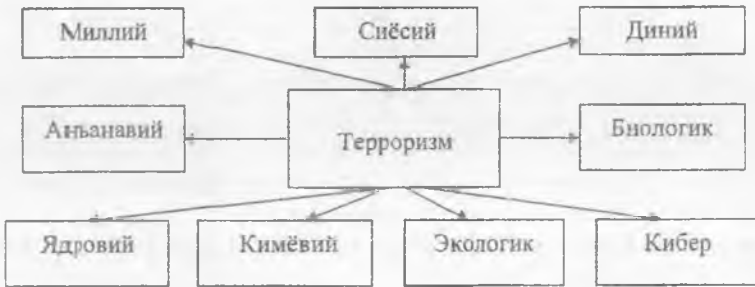 Миллий
Сиёсий
Диний
Анъанавий
Терроризм
Биологик
Ядровий
Кимёвий
Экологик
Кибер